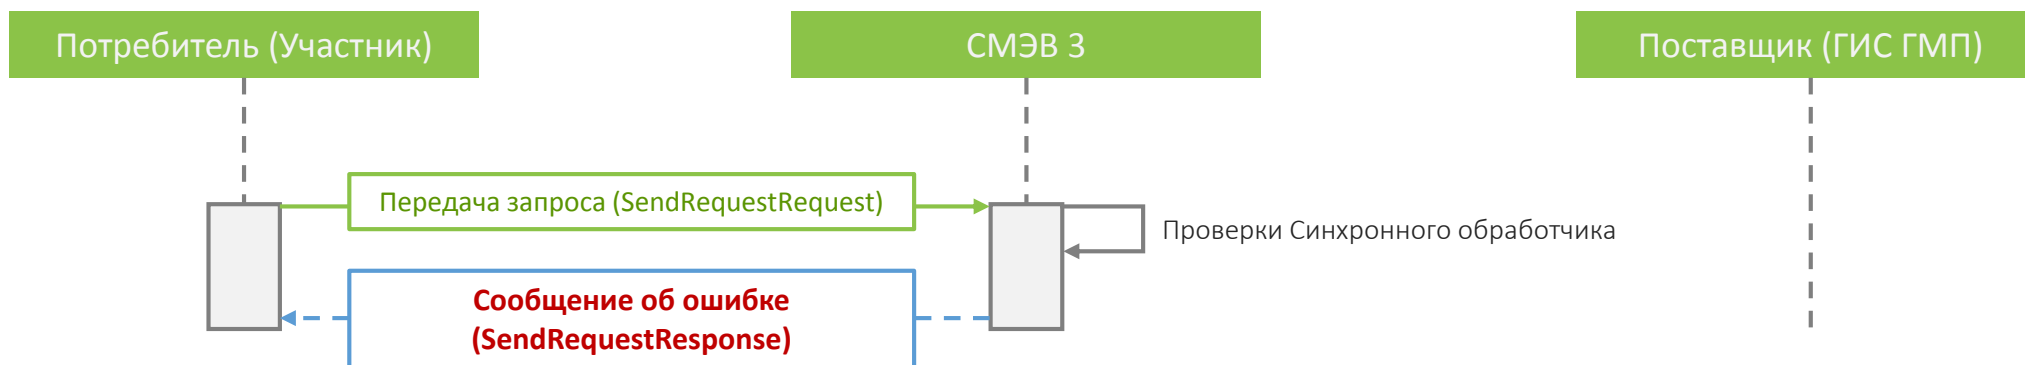 Потребитель (Участник)
СМЭВ 3
Поставщик (ГИС ГМП)
Передача запроса (SendRequestRequest)
Проверки Синхронного обработчика
Сообщение об ошибке
(SendRequestResponse)